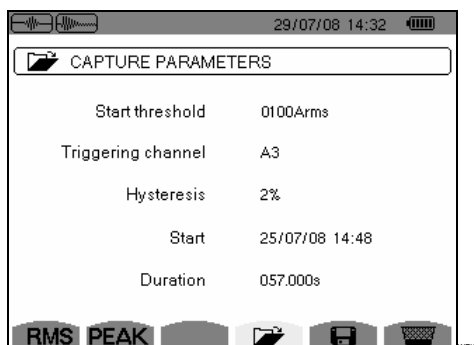 29/07/08 14:32
CAPTURE PARAMETERS
Start threshold 0100Arms
Triggering channel A3
Hysteresis 2%
Start 25/07/08 14:48
Duration 057.000s
RMS PEAK